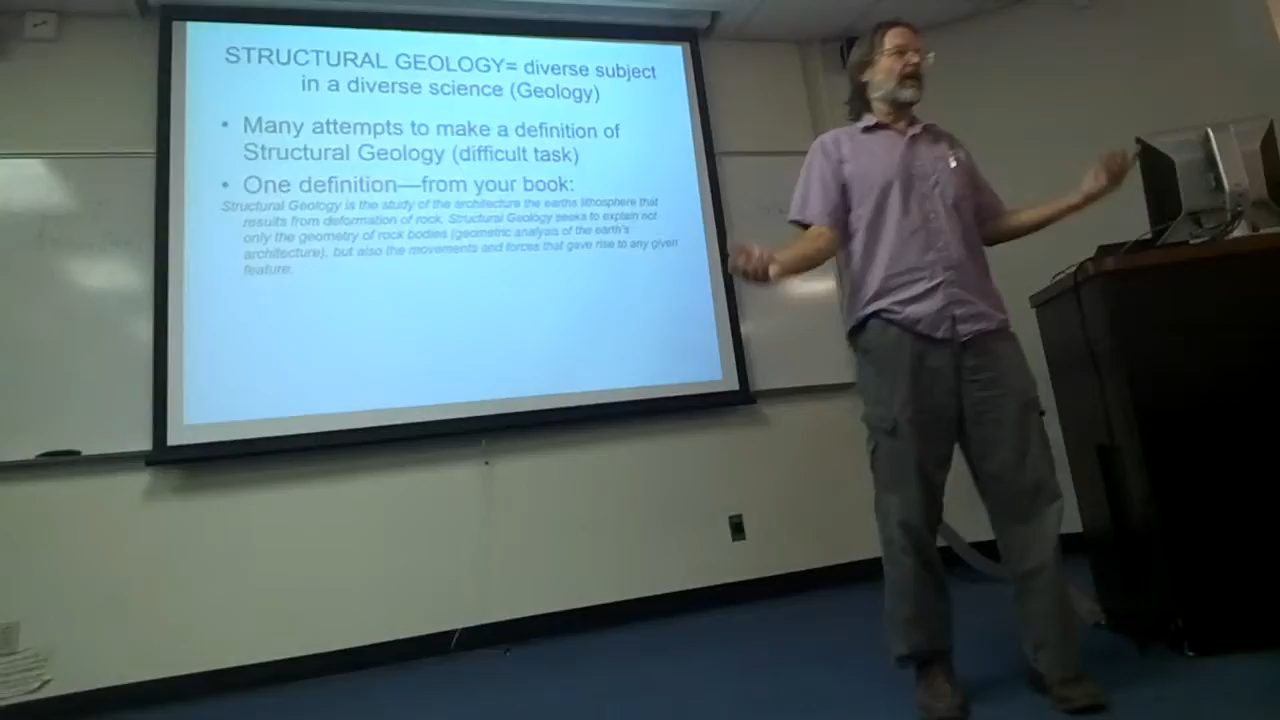 STRUCTURAL GEOLOGY= diverse subject
in a diverse science (Geology)
• Many attempts to make a definition of
Structural Geology (difficult task)
• One definition—from your book:
Structural Geology is the study of the architecture the earths lithosphere that
results from deformation of rock. Structural Geology seeks to explain not
only the geometry of rock bodies (geometric analysis of the earth's
architecture), but also the movements and forces that gave rise to any given
feature.